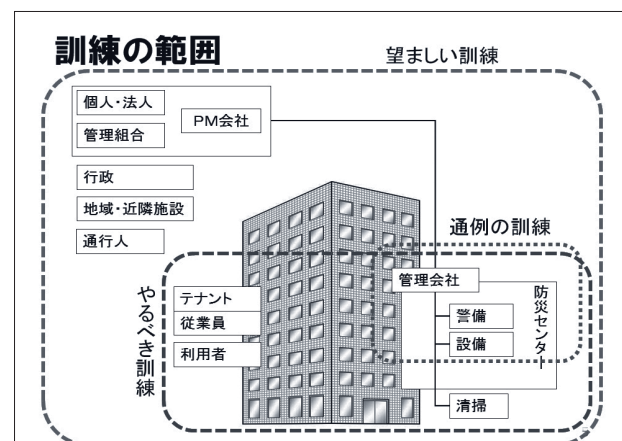 訓練の範囲
望ましい訓練
個人・法人
管理組合
PM会社
行政
地域・近隣施設
通行人
通例の訓練
やるべき訓練
テナント
従業員
利用者
管理会社
防災センター
警備
設備
清掃